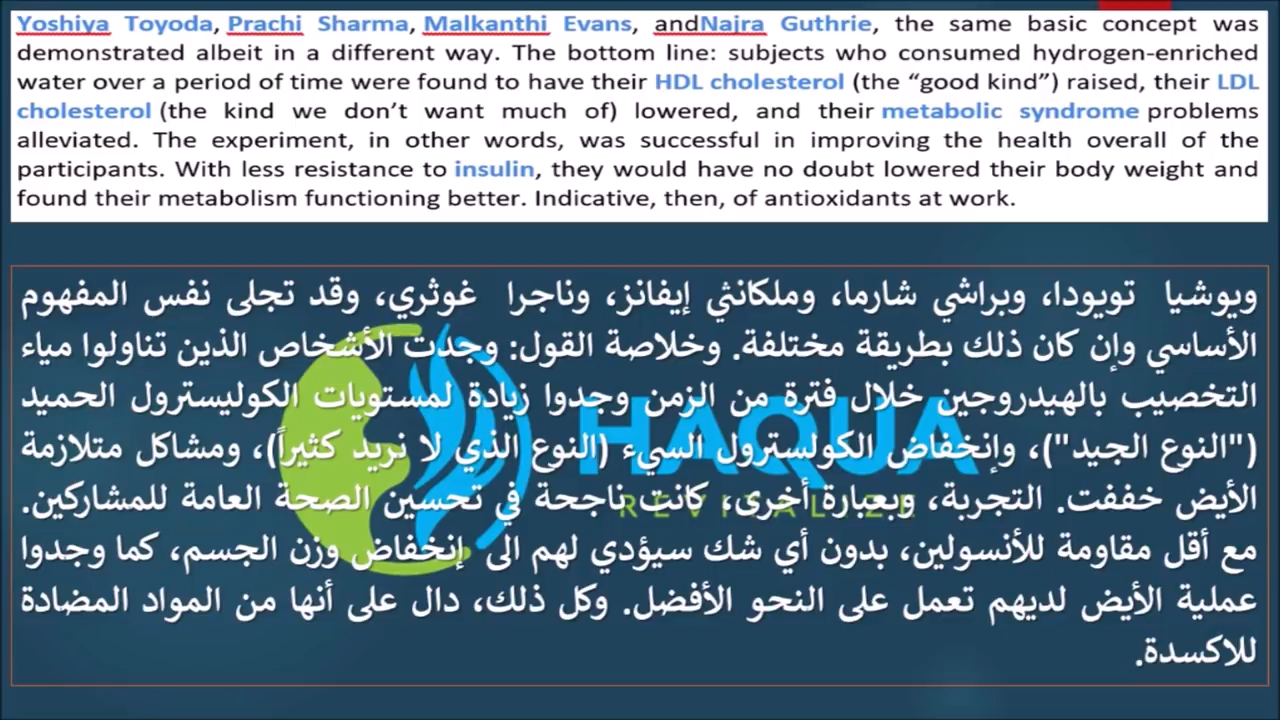 Yoshiya Toyoda, Prachi Sharma, Malkanthi Evans, andNajra Guthrie, the same basic concept was
demonstrated albeit in a different way. The bottom line: subjects who consumed hydrogen-enriched
water over a period of time were found to have their HDL cholesterol (the “good kind”) raised, their LDL
cholesterol (the kind we don’t want much of) lowered, and their metabolic syndrome problems
alleviated. The experiment, in other words, was successful in improving the health overall of the
participants. With less resistance to insulin, they would have no doubt lowered their body weight and
found their metabolism functioning better. Indicative, then, of antioxidants at work.
ويوشيا تويودا، وبراشي شارما، وملكانثي إيفانز، وناجرا غوثري، وقد تجلى نفس المفهوم
الأساسي وإن كان ذلك بطريقة مختلفة. وخلاصة القول: وجدت الأشخاص الذين تناولوا مياء
التخصيب بالهيدروجين خلال فترة من الزمن وجدوا زيادة لمستويات الكوليسترول الحميد
("النوع الجيد")، وإنخفاض الكولسترول السيء (النوع الذي لا نريد كثيراً)، ومشاكل متلازمة
الأيض خففت. التجربة، وبعبارة أخرى، كانت ناجحة في تحسين الصحة العامة للمشاركين.
مع أقل مقاومة للأنسولين، بدون أي شك سيؤدي لهم الى إنخفاض وزن الجسم، كما وجدوا
عملية الأيض لديهم تعمل على النحو الأفضل. وكل ذلك، دال على أنها من المواد المضادة
للاكسدة.
HAQUA
REVITALIZE